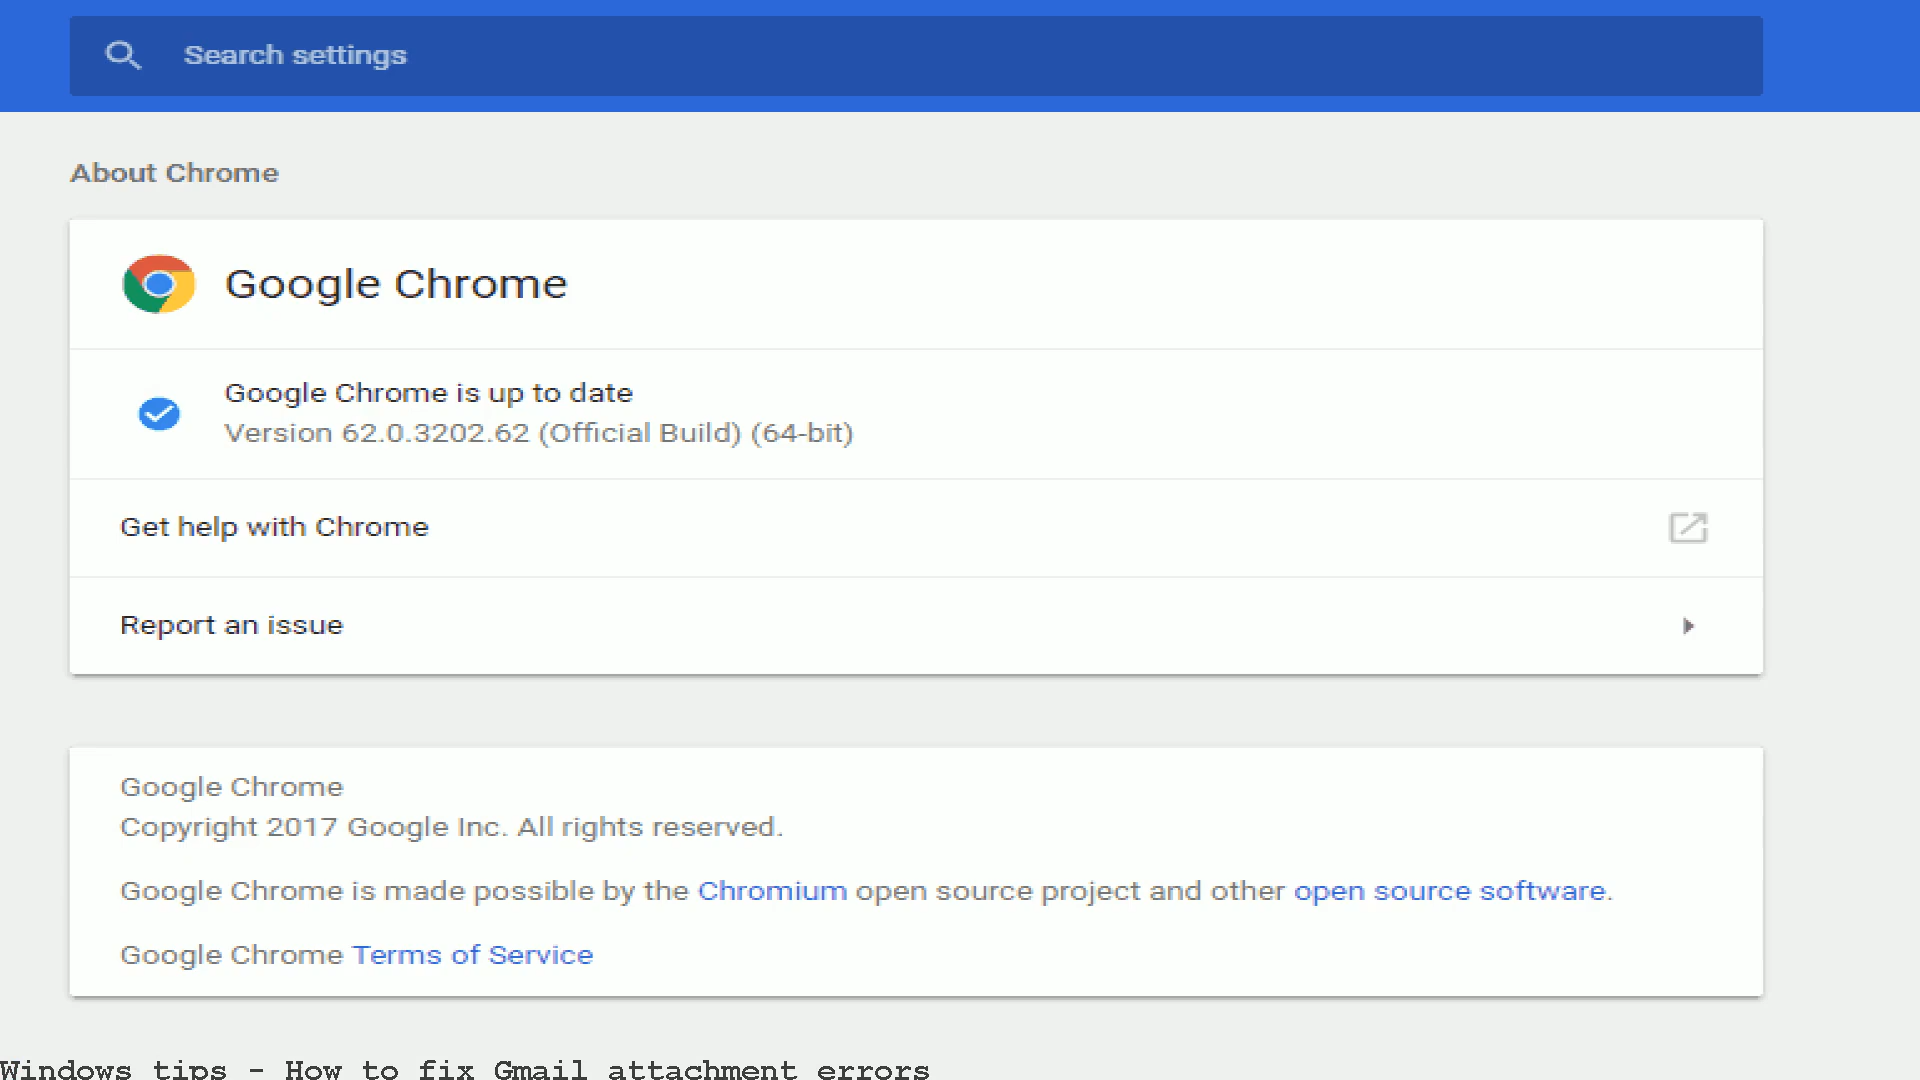 Search settings
About Chrome
Google Chrome
Google Chrome is up to date
Version 62.0.3202.62 (Official Build) (64-bit)
Get help with Chrome
Report an issue
Google Chrome
Copyright 2017 Google Inc. All rights reserved.
Google Chrome is made possible by the Chromium open source project and other open source software.
Google Chrome Terms of Service
Windows tips - How to fix Gmail attachment errors